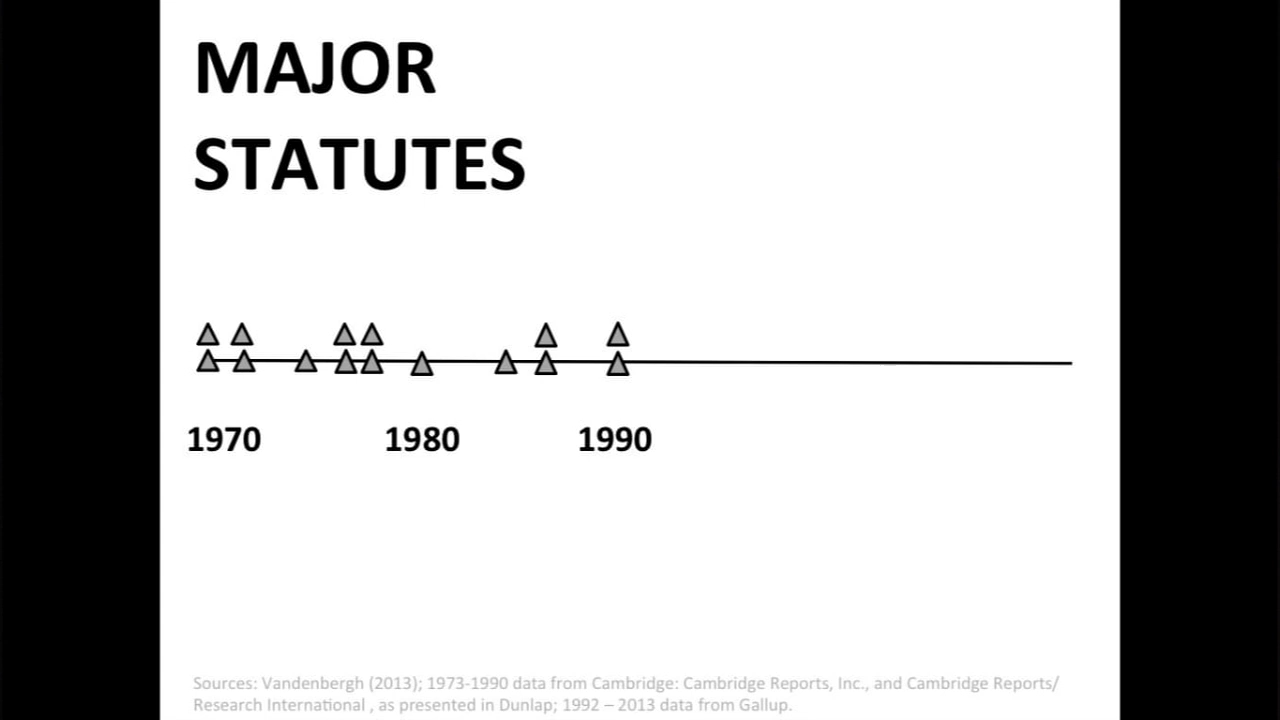 MAJOR
STATUTES
1970 1980 1990
Sources: Vandenbergh (2013); 1973-1990 data from Cambridge: Cambridge Reports, Inc., and Cambridge Reports/
Research International , as presented in Dunlap; 1992 – 2013 data from Gallup.